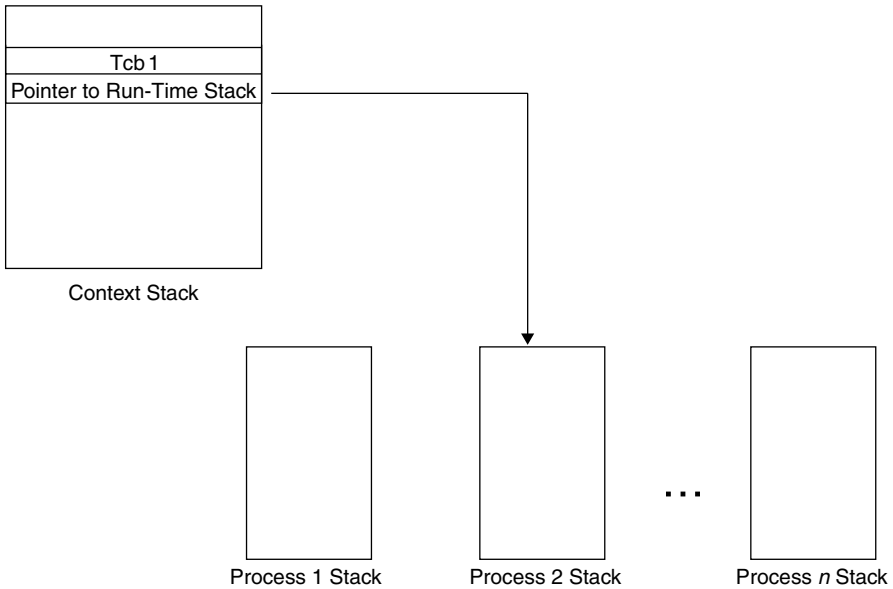 Tcb 1
Pointer to Run-Time Stack
Context Stack
...
Process 1 Stack
Process 2 Stack
Process n Stack